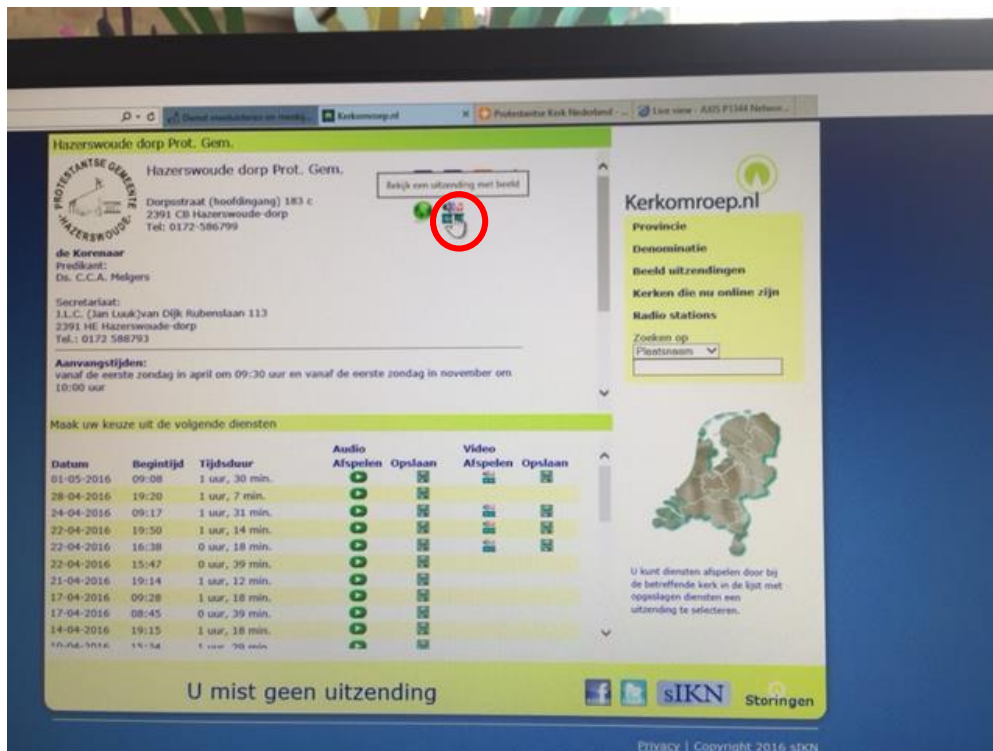 Kerkomroep.nl
Protestantse Kerk Nederland - ...
Live view - AXIS P1344 Networ...
Hazerswoude dorp Prot. Gem.
PROTESTANTSE GEMEENTE
-HAZERSWOUDE-
Hazerswoude dorp Prot. Gem.
Bekijk een uitzending met beeld
Dorpsstraat (hoofdingang) 183 c
2391 CB Hazerswoude-dorp
Tel: 0172-586799
de Korenaar
Predikant:
Ds. C.C.A. Melgers
Secretariaat:
J.L.C. (Jan Luuk)van Dijk Rubenslaan 113
2391 HE Hazerswoude-dorp
Tel.: 0172 588793
Aanvangstijden:
vanaf de eerste zondag in april om 09:30 uur en vanaf de eerste zondag in november om
10:00 uur
Maak uw keuze uit de volgende diensten
Audio Video
Datum Begintijd Tijdsduur Afspelen Opslaan Afspelen Opslaan
01-05-2016 09:08 1 uur, 30 min.
28-04-2016 19:20 1 uur, 7 min.
24-04-2016 09:17 1 uur, 31 min.
22-04-2016 19:50 1 uur, 14 min.
22-04-2016 16:38 0 uur, 18 min.
22-04-2016 15:47 0 uur, 39 min.
21-04-2016 19:14 1 uur, 12 min.
17-04-2016 09:28 1 uur, 18 min.
17-04-2016 08:45 0 uur, 39 min.
14-04-2016 19:15 1 uur, 18 min.
10-04-2016 15:34
Kerkomroep.nl
Provincie
Denominatie
Beeld uitzendingen
Kerken die nu online zijn
Radio stations
Zoeken op
Plaatsnaam
U kunt diensten afspelen door bij
de betreffende kerk in de lijst met
opgeslagen diensten een
uitzending te selecteren.
U mist geen uitzending
f
sIKN
Storingen
Privacy | Copyright 2016 sIKN